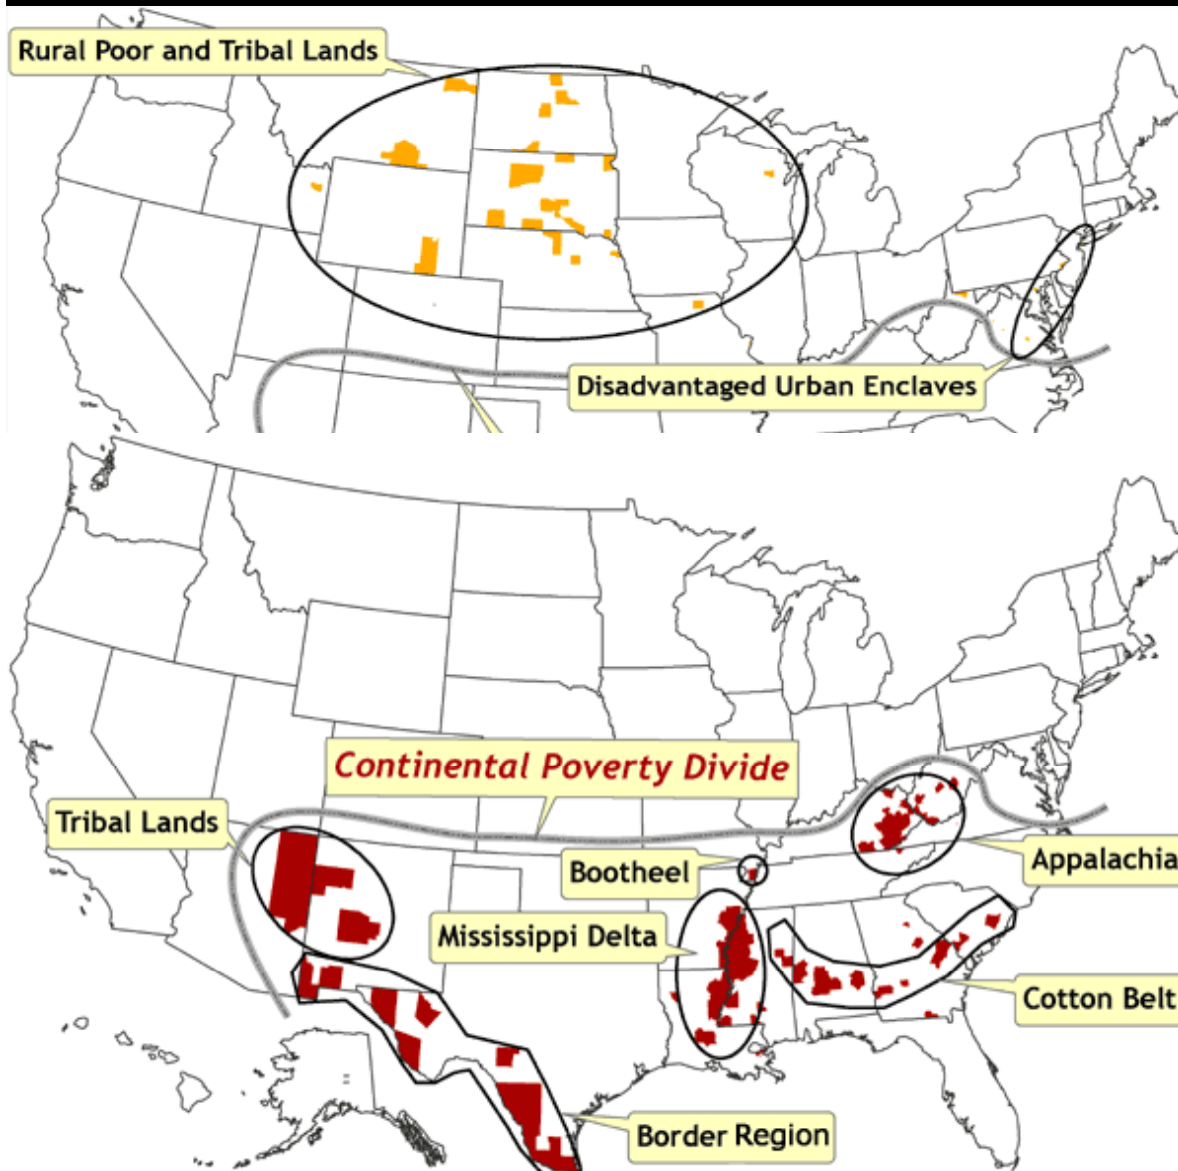 Rural Poor and Tribal Lands
Disadvantaged Urban Enclaves
Continental Poverty Divide
Tribal Lands
Bootheel
Appalachia
Mississippi Delta
Cotton Belt
Border Region